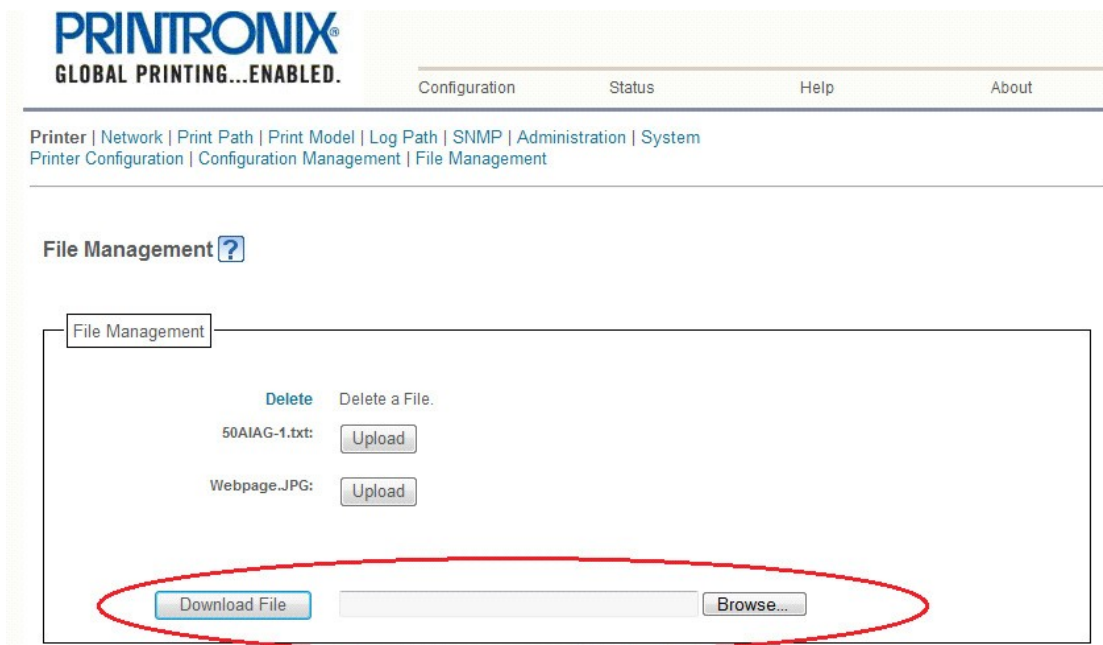 PRINTRONIX®
GLOBAL PRINTING...ENABLED.
Configuration Status Help About
Printer | Network | Print Path | Print Model | Log Path | SNMP | Administration | System
Printer Configuration | Configuration Management | File Management
File Management ?
File Management
Delete Delete a File.
50AIAG-1.txt: Upload
Webpage.JPG: Upload
Download File Browse...